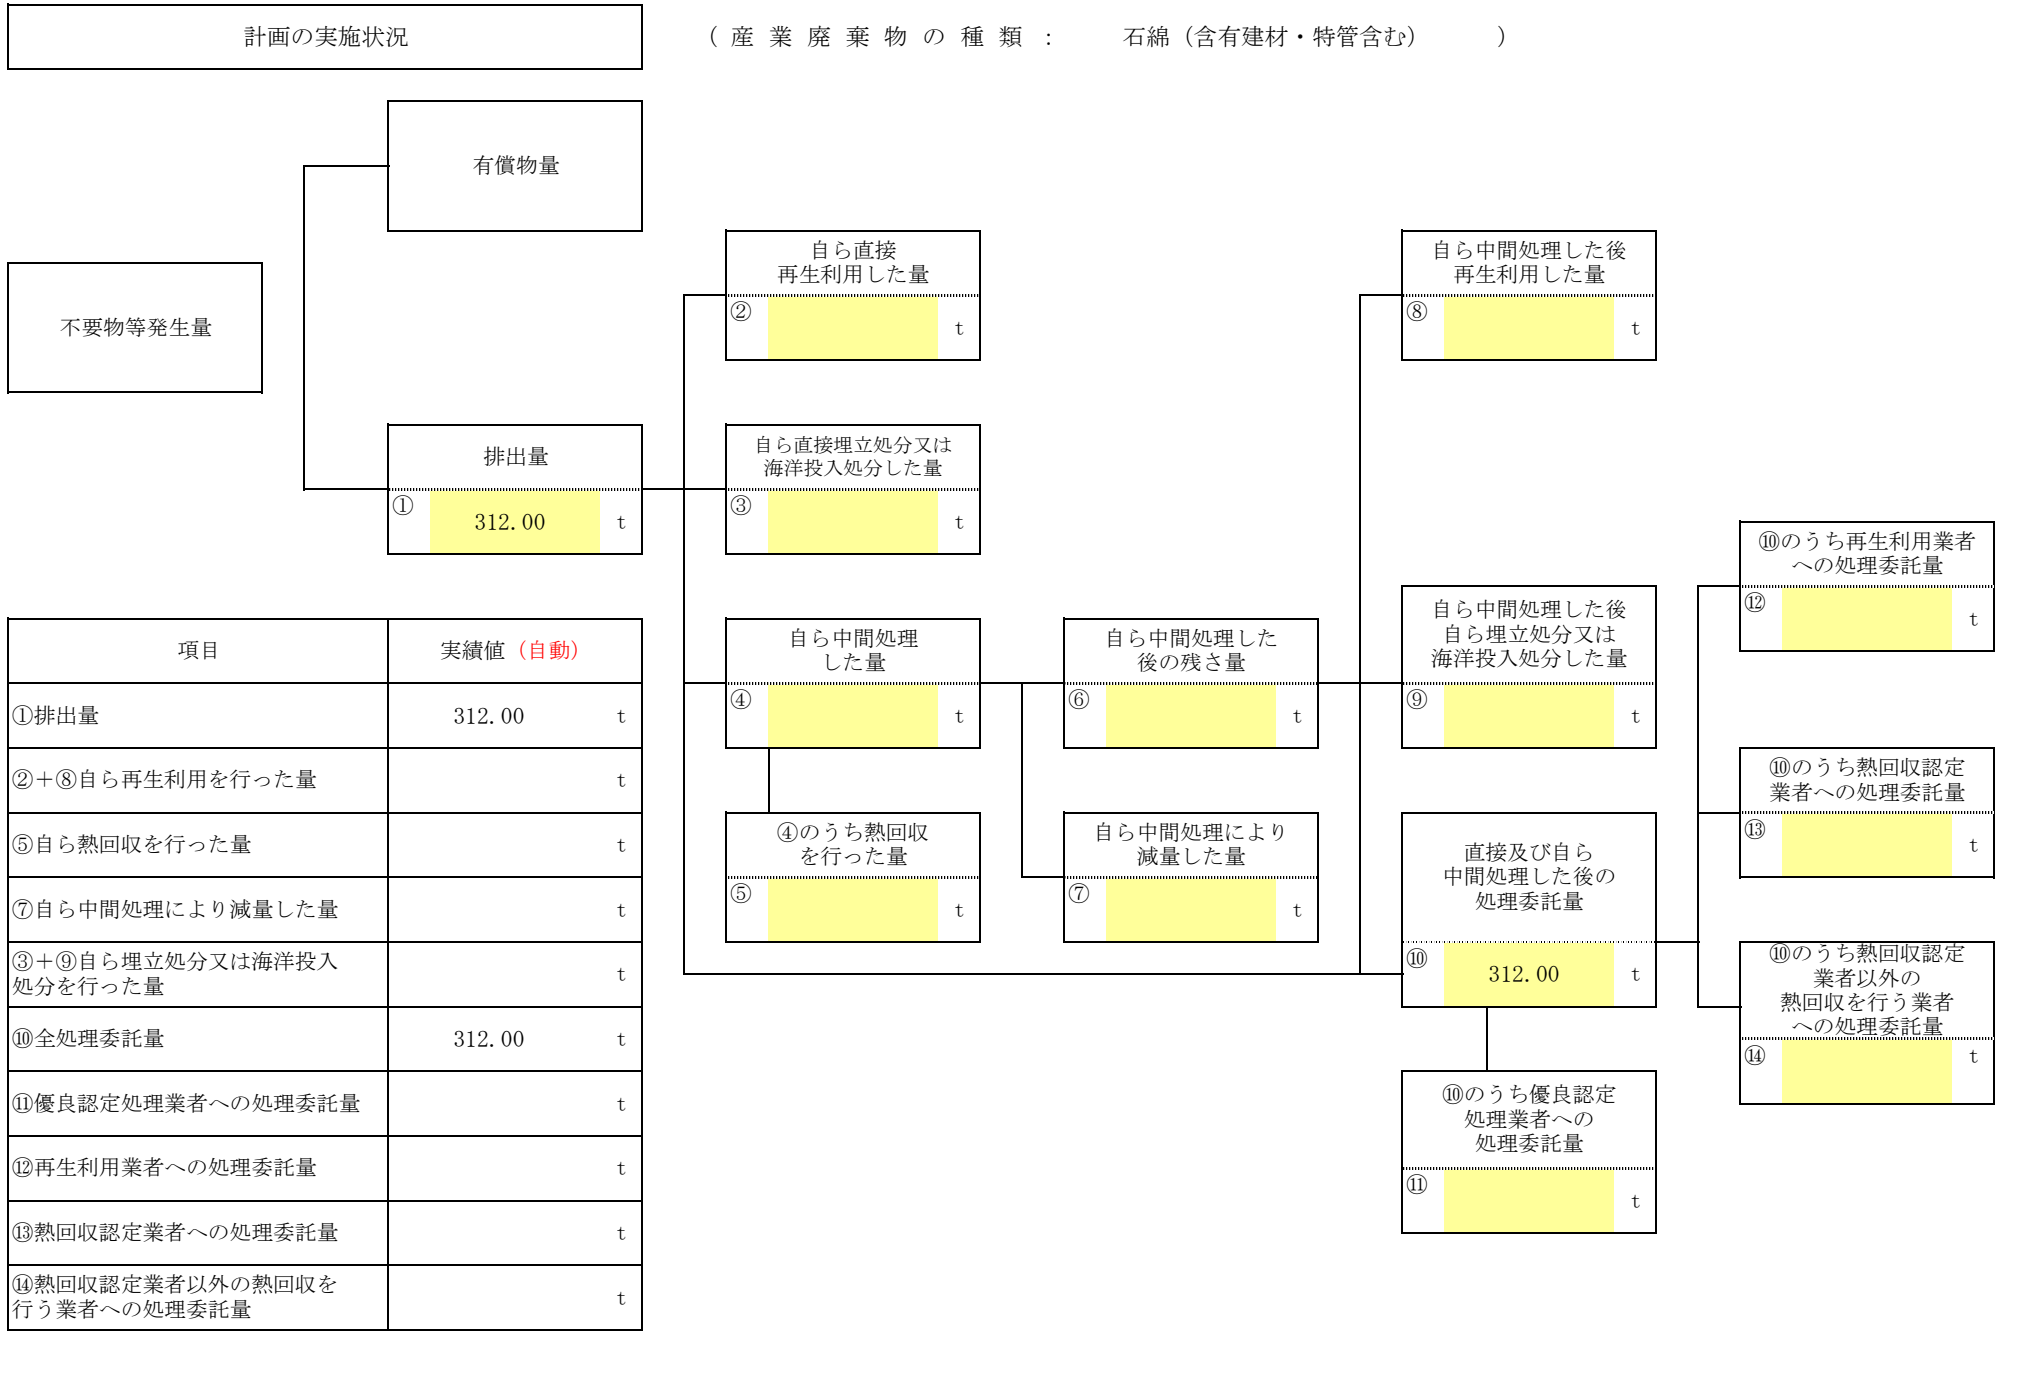 計画の実施状況
（ 産 業 廃 棄 物 の 種 類 ： 石綿（含有建材・特管含む） ）
有償物量
不要物等発生量
排出量
① 312.00 t
自ら直接
再生利用した量
② t
自ら直接埋立処分又は
海洋投入処分した量
③ t
自ら中間処理
した量
④ t
④のうち熱回収
を行った量
⑤ t
自ら中間処理した
後の残さ量
⑥ t
自ら中間処理により
減量した量
⑦ t
自ら中間処理した後
再生利用した量
⑧ t
自ら中間処理した後
自ら埋立処分又は
海洋投入処分した量
⑨ t
直接及び自ら
中間処理した後の
処理委託量
⑩ 312.00 t
⑩のうち優良認定
処理業者への
処理委託量
⑪ t
⑩のうち再生利用業者
への処理委託量
⑫ t
⑩のうち熱回収認定
業者への処理委託量
⑬ t
⑩のうち熱回収認定
業者以外の
熱回収を行う業者
への処理委託量
⑭ t
項目 実績値（自動）
①排出量 312.00 t
②＋⑧自ら再生利用を行った量 t
⑤自ら熱回収を行った量 t
⑦自ら中間処理により減量した量 t
③＋⑨自ら埋立処分又は海洋投入
処分を行った量 t
⑩全処理委託量 312.00 t
⑪優良認定処理業者への処理委託量 t
⑫再生利用業者への処理委託量 t
⑬熱回収認定業者への処理委託量 t
⑭熱回収認定業者以外の熱回収を
行う業者への処理委託量 t